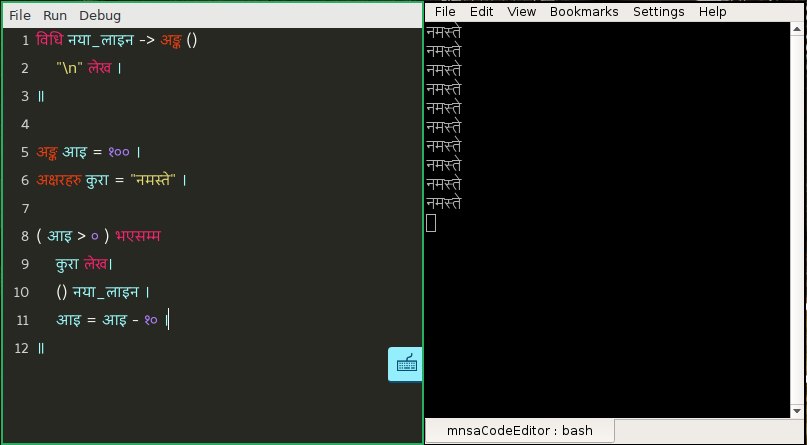 File Run Debug
1 विधि नया_लाइन -> अङ्क ()
2 "\n" लेख ।
3 ॥
4
5 अङ्क आइ = १०० ।
6 अक्षरहरु कुरा = "नमस्ते" ।
7
8 ( आइ > ० ) भएसम्म
9 कुरा लेख।
10 () नया_लाइन ।
11 आइ = आइ - १० ।
12 ॥
File Edit View Bookmarks Settings Help
नमस्ते
नमस्ते
नमस्ते
नमस्ते
नमस्ते
नमस्ते
नमस्ते
नमस्ते
नमस्ते
नमस्ते
mnsaCodeEditor : bash